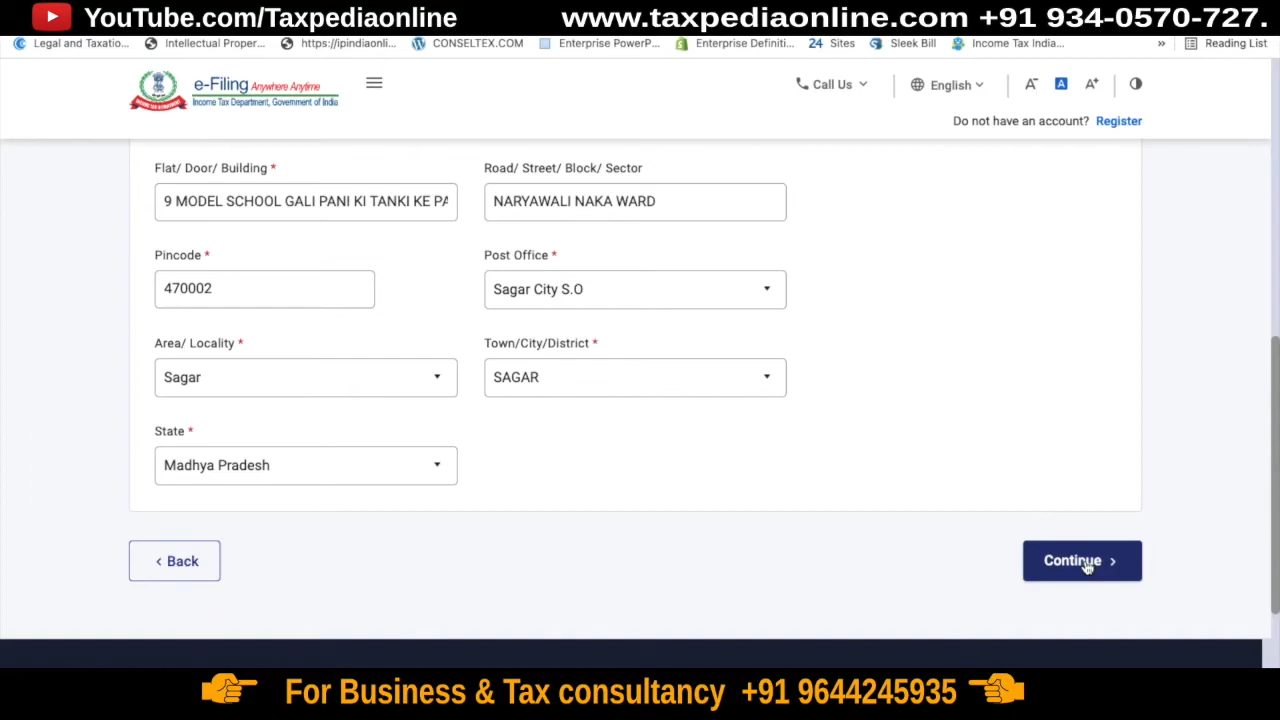 YouTube.com/Taxpediaonline www.taxpediaonline.com +91 934-0570-727.
Legal and Taxatio... Intellectual Proper... https://ipindiaonli... CONSELTEX.COM Enterprise PowerP... Enterprise Definiti... 24 Sites Sleek Bill Income Tax India... » Reading List
e-Filing Anywhere Anytime
Income Tax Department, Government of India
Call Us English A- A A+
Do not have an account? Register
Flat/ Door/ Building * Road/ Street/ Block/ Sector
9 MODEL SCHOOL GALI PANI KI TANKI KE PA NARYAWALI NAKA WARD
Pincode * Post Office *
470002 Sagar City S.O
Area/ Locality * Town/City/District *
Sagar SAGAR
State *
Madhya Pradesh
< Back Continue >
For Business & Tax consultancy +91 9644245935